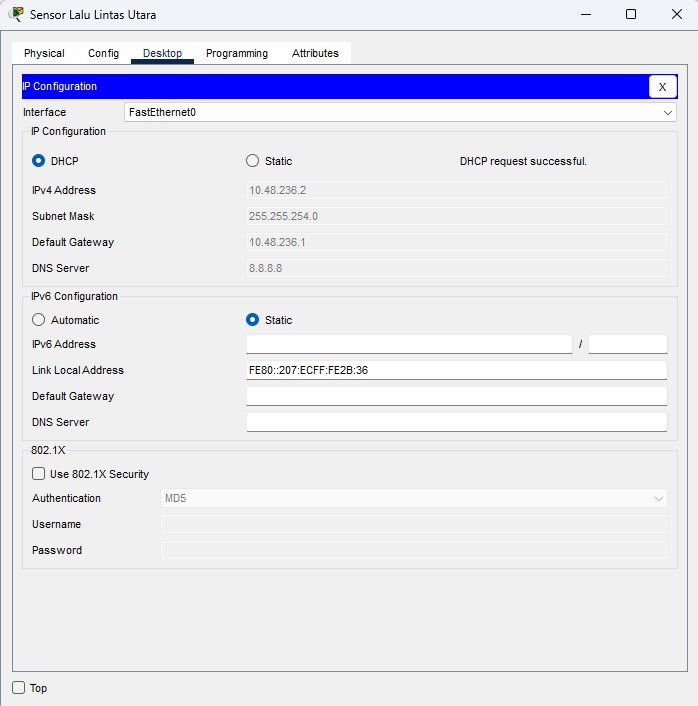 Sensor Lalu Lintas Utara
Physical Config Desktop Programming Attributes
IP Configuration X
Interface FastEthernet0
IP Configuration
DHCP Static DHCP request successful.
IPv4 Address 10.48.236.2
Subnet Mask 255.255.254.0
Default Gateway 10.48.236.1
DNS Server 8.8.8.8
IPv6 Configuration
Automatic Static
IPv6 Address /
Link Local Address FE80::207:ECFF:FE2B:36
Default Gateway
DNS Server
802.1X
Use 802.1X Security
Authentication MD5
Username
Password
Top